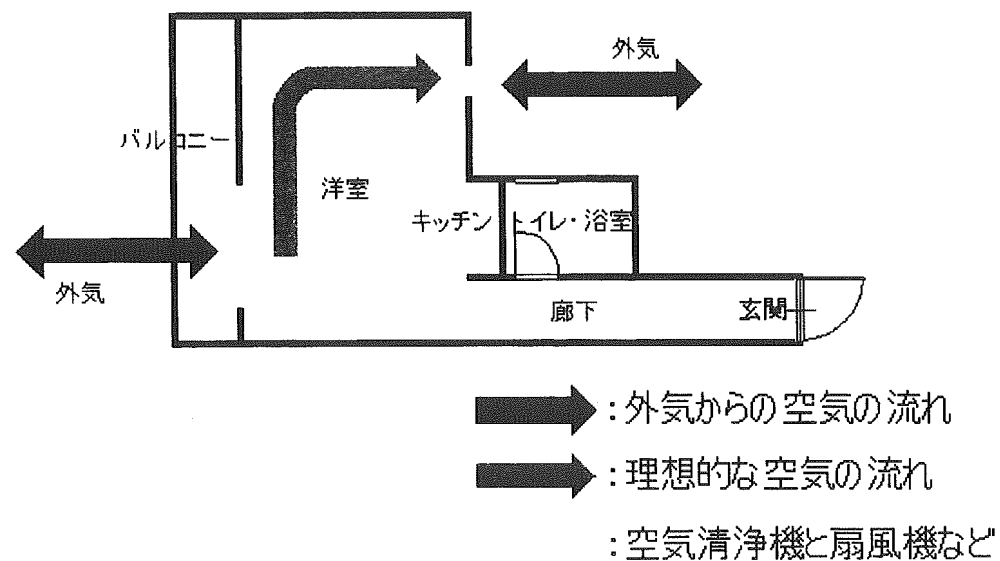 外気
バルコニー
洋室
キッチン
トイレ・浴室
外気
廊下
玄関
:外気からの空気の流れ
:理想的な空気の流れ
:空気清浄機と扇風機など